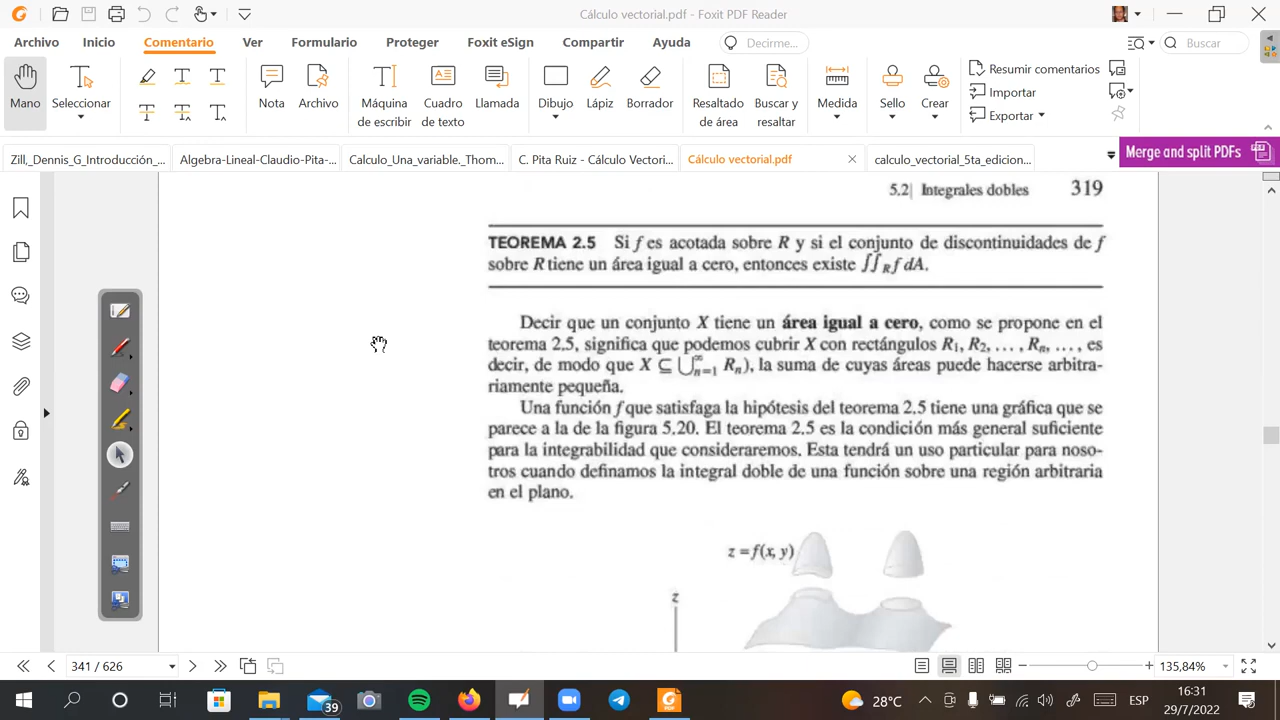 Cálculo vectorial.pdf - Foxit PDF Reader
Archivo Inicio Comentario Ver Formulario Proteger Foxit eSign Compartir Ayuda Decirme... Buscar
Mano Seleccionar Nota Archivo Máquina de escribir Cuadro de texto Llamada Dibujo Lápiz Borrador Resaltado de área Buscar y resaltar Medida Sello Crear
Resumir comentarios
Importar
Exportar
Zill,_Dennis_G_Introducción_... Algebra-Lineal-Claudio-Pita-... Calculo_Una_variable._Thom... C. Pita Ruiz - Cálculo Vectori... Cálculo vectorial.pdf calculo_vectorial_5ta_edicion... Merge and split PDFs
5.2 Integrales dobles 319
TEOREMA 2.5 Si f es acotada sobre R y si el conjunto de discontinuidades de f
sobre R tiene un área igual a cero, entonces existe ∬_R f dA.
Decir que un conjunto X tiene un área igual a cero, como se propone en el
teorema 2.5, significa que podemos cubrir X con rectángulos R₁, R₂, . . . , Rₙ, . . . , es
decir, de modo que X ⊆ ⋃_{n=1}^∞ Rₙ), la suma de cuyas áreas puede hacerse arbitra-
riamente pequeña.
Una función f que satisfaga la hipótesis del teorema 2.5 tiene una gráfica que se
parece a la de la figura 5.20. El teorema 2.5 es la condición más general suficiente
para la integrabilidad que consideraremos. Esta tendrá un uso particular para noso-
tros cuando definamos la integral doble de una función sobre una región arbitraria
en el plano.
z = f(x, y)
z
341 / 626 135,84%
39 28°C ESP 16:31
29/7/2022